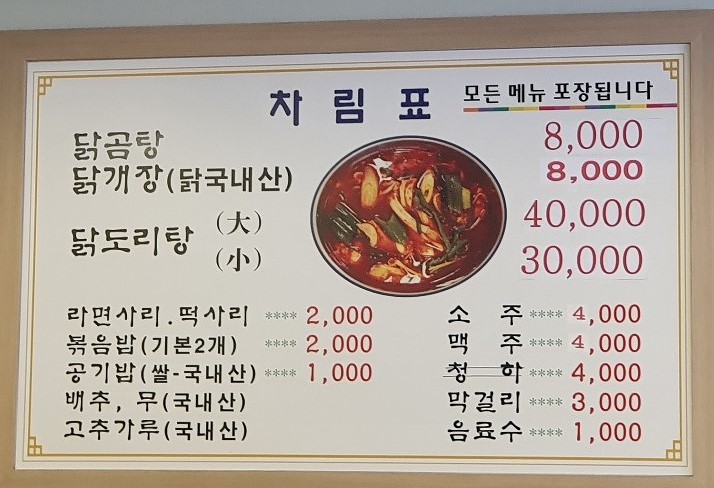 차림표
모든 메뉴 포장됩니다
닭곰탕 8,000
닭개장(닭국내산) 8,000
닭도리탕 (大) 40,000
(小) 30,000
라면사리.떡사리 **** 2,000
볶음밥(기본2개) **** 2,000
공기밥(쌀-국내산) **** 1,000
배추, 무(국내산)
고추가루(국내산)
소 주 **** 4,000
맥 주 **** 4,000
청 하 **** 4,000
막걸리 **** 3,000
음료수 **** 1,000